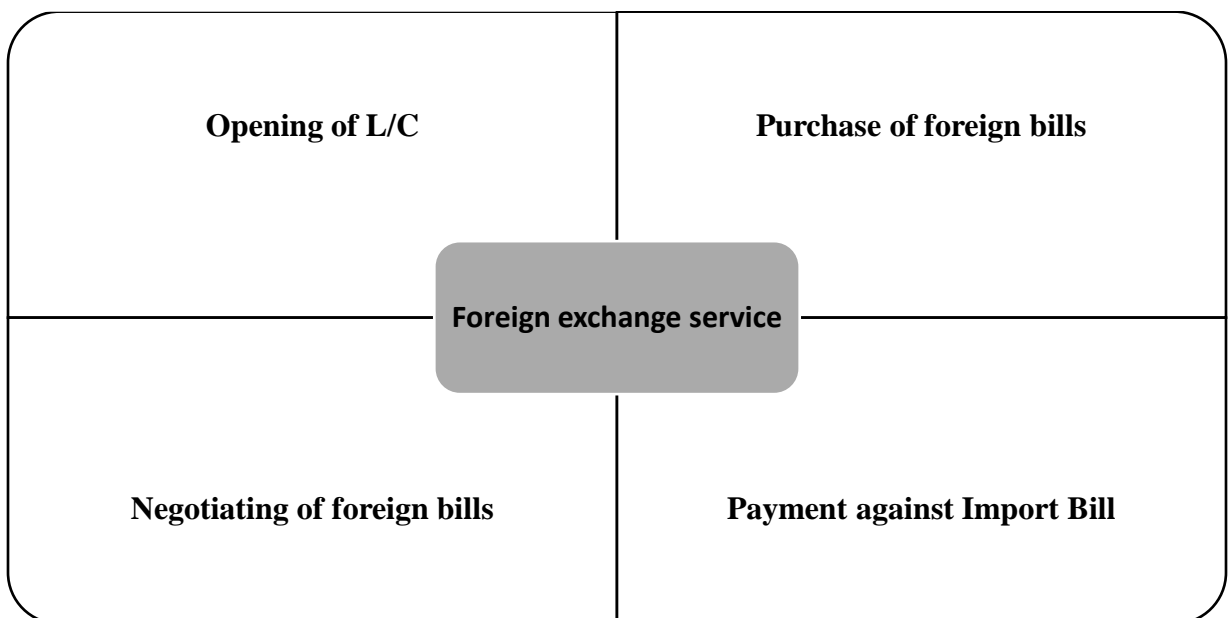 Opening of L/C
Purchase of foreign bills
Foreign exchange service
Negotiating of foreign bills
Payment against Import Bill